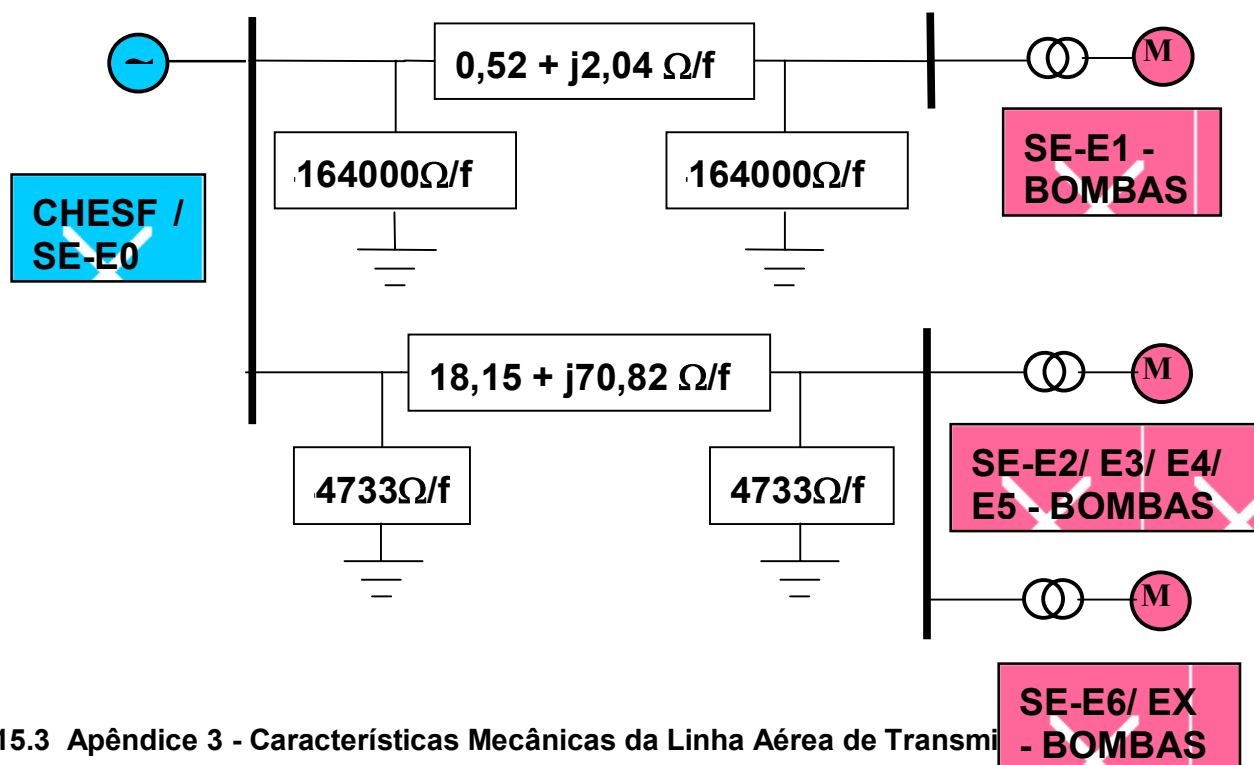 ~
0,52 + j2,04 Ω/f
M
164000Ω/f
164000Ω/f
SE-E1 -
BOMBAS
CHESF /
SE-E0
18,15 + j70,82 Ω/f
M
4733Ω/f
4733Ω/f
SE-E2/ E3/ E4/
E5 - BOMBAS
M
SE-E6/ EX
- BOMBAS
15.3 Apêndice 3 - Características Mecânicas da Linha Aérea de Transmi